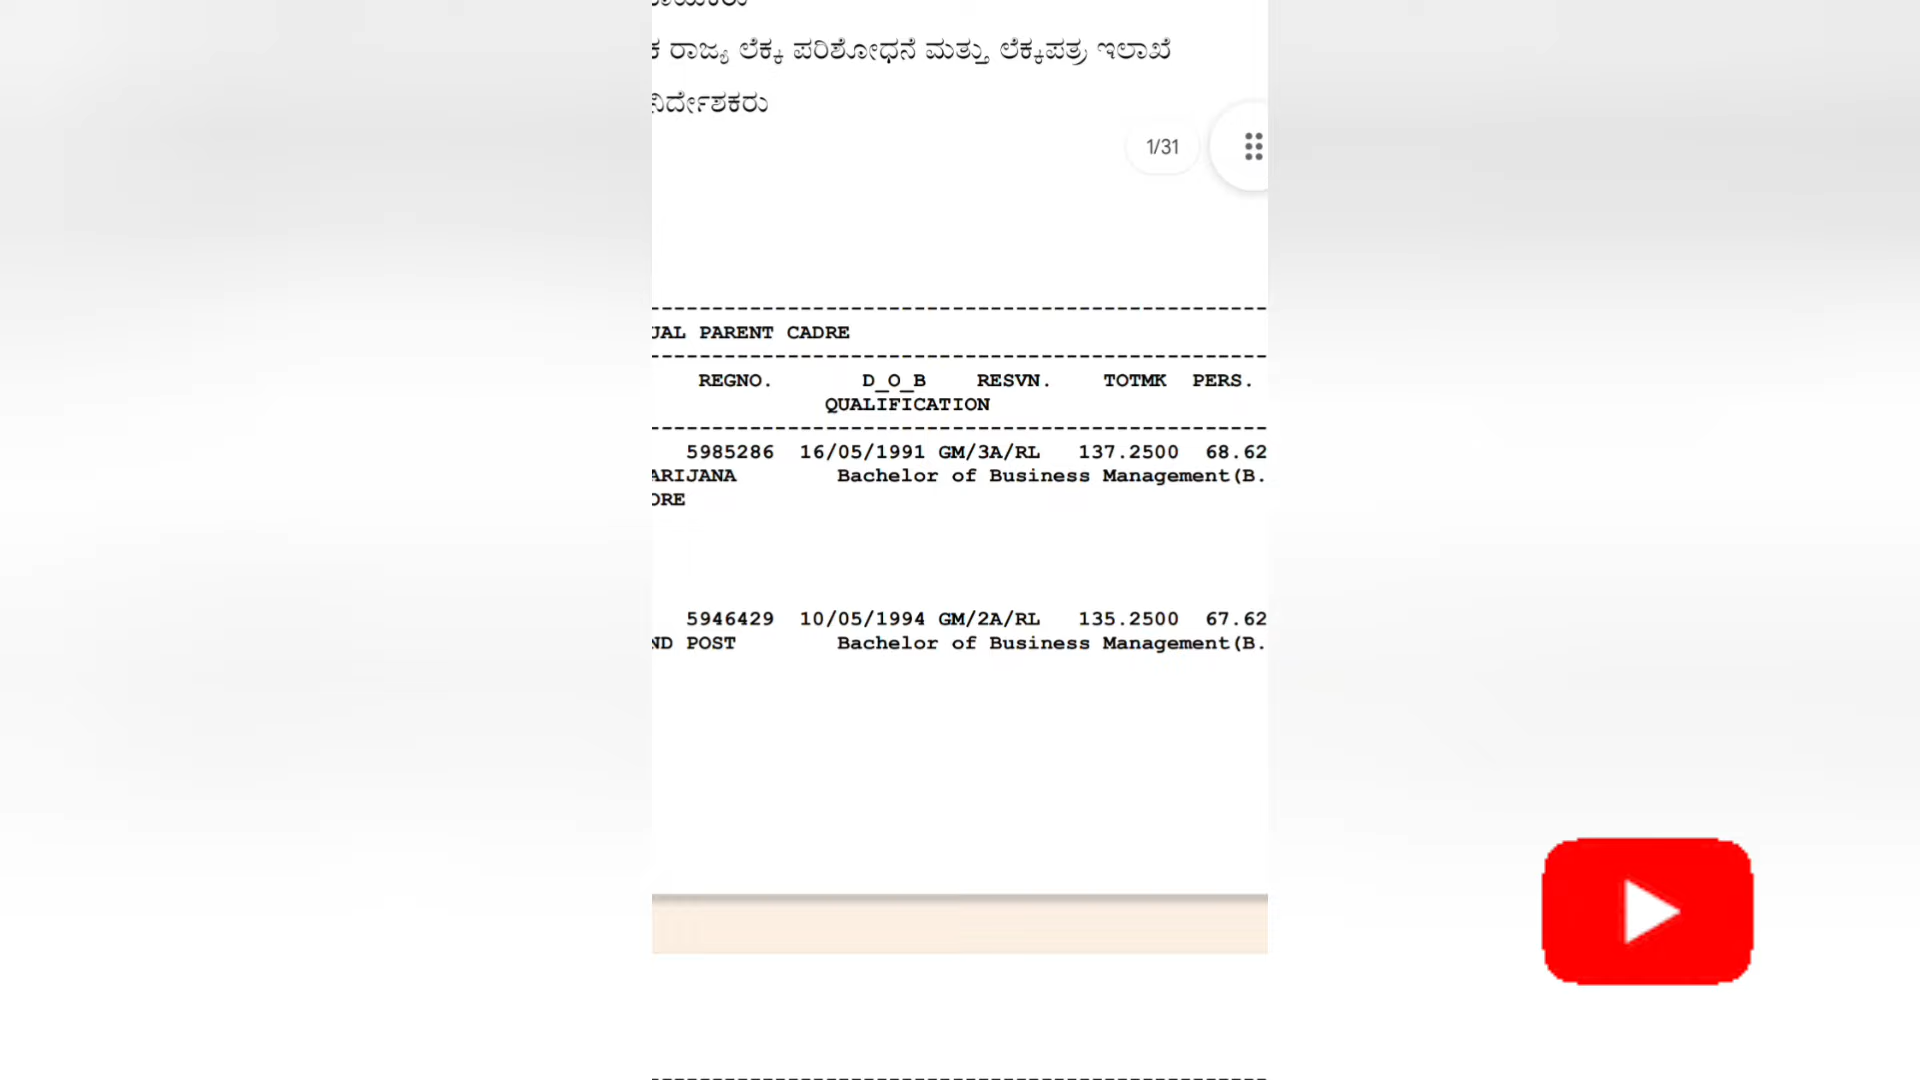 ಕ ರಾಜ್ಯ ಲೆಕ್ಕ ಪರಿಶೋಧನೆ ಮತ್ತು ಲೆಕ್ಕಪತ್ರ ಇಲಾಖೆ
ನಿರ್ದೇಶಕರು
1/31
UAL PARENT CADRE
REGNO. D_O_B RESVN. TOTMK PERS.
QUALIFICATION
5985286 16/05/1991 GM/3A/RL 137.2500 68.62
ARIJANA Bachelor of Business Management(B.
ORE
5946429 10/05/1994 GM/2A/RL 135.2500 67.62
ND POST Bachelor of Business Management(B.